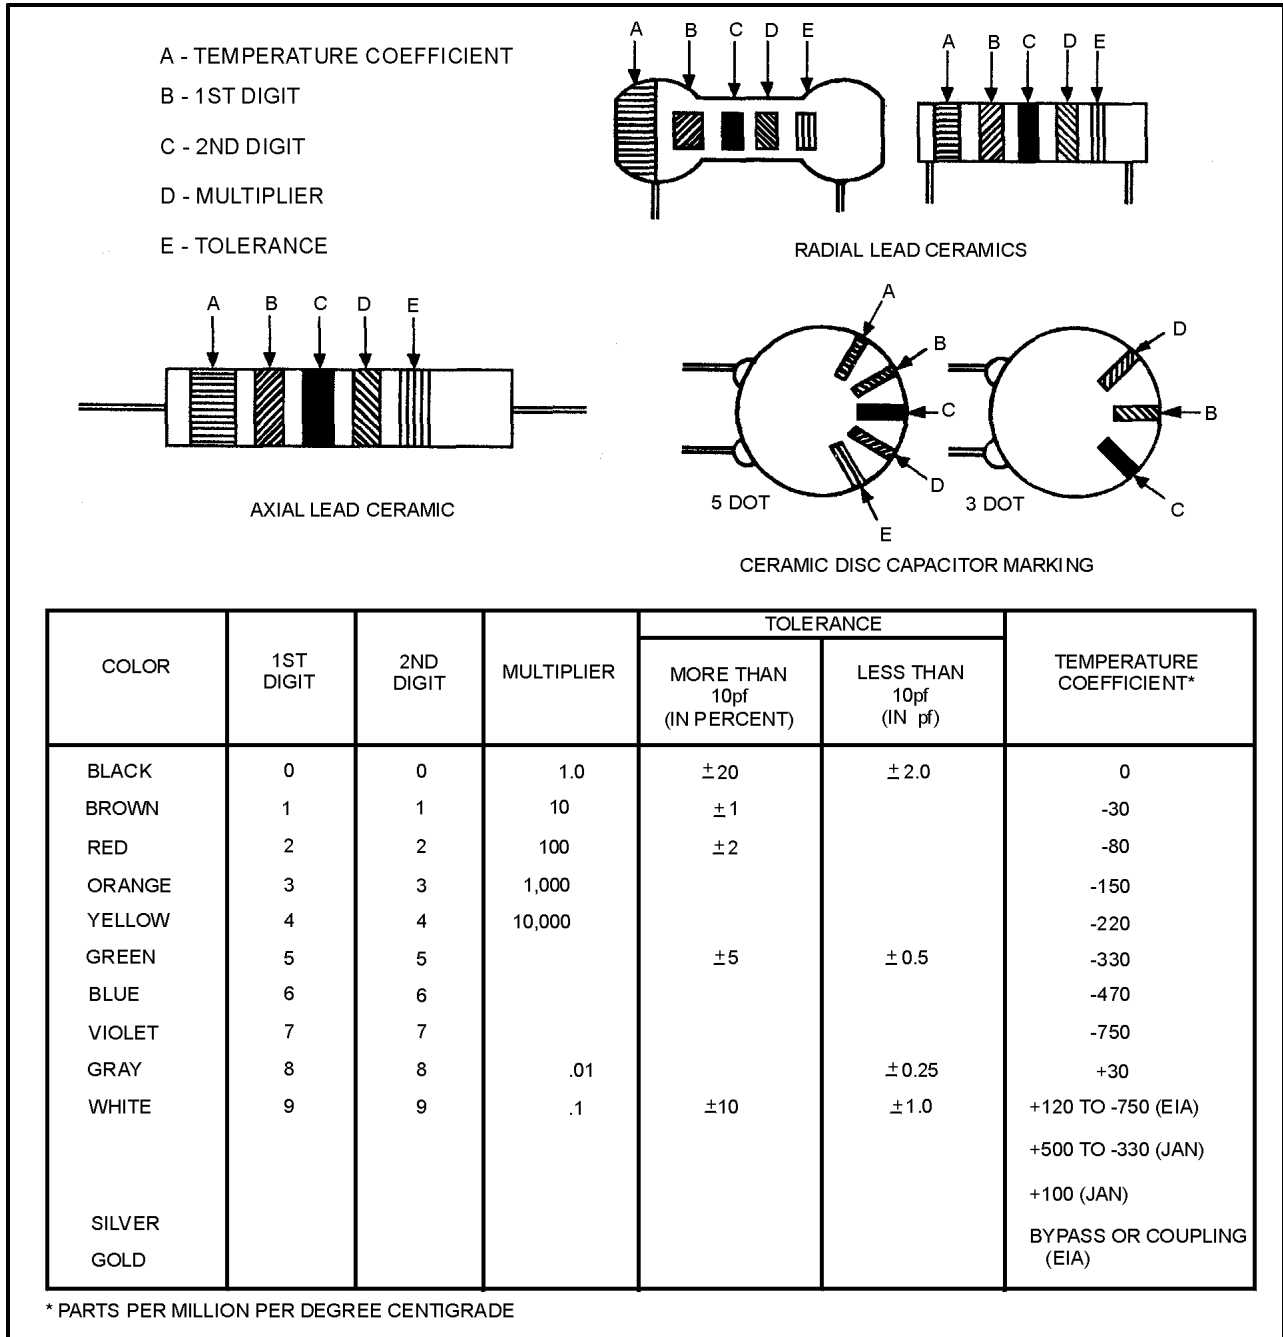 A - TEMPERATURE COEFFICIENT
B - 1ST DIGIT
C - 2ND DIGIT
D - MULTIPLIER
E - TOLERANCE
A B C D E
A B C D E
RADIAL LEAD CERAMICS
A B C D E
AXIAL LEAD CERAMIC
A
B
C
D
E
5 DOT
D
B
C
3 DOT
CERAMIC DISC CAPACITOR MARKING
COLOR
1ST
DIGIT
2ND
DIGIT
MULTIPLIER
TOLERANCE
MORE THAN
10pf
(IN PERCENT)
LESS THAN
10pf
(IN pf)
TEMPERATURE
COEFFICIENT*
BLACK 0 0 1.0 ±20 ±2.0 0
BROWN 1 1 10 ±1 -30
RED 2 2 100 ±2 -80
ORANGE 3 3 1,000 -150
YELLOW 4 4 10,000 -220
GREEN 5 5 ±5 ±0.5 -330
BLUE 6 6 -470
VIOLET 7 7 -750
GRAY 8 8 .01 ±0.25 +30
WHITE 9 9 .1 ±10 ±1.0 +120 TO -750 (EIA)
+500 TO -330 (JAN)
+100 (JAN)
SILVER
BYPASS OR COUPLING
(EIA)
GOLD
* PARTS PER MILLION PER DEGREE CENTIGRADE